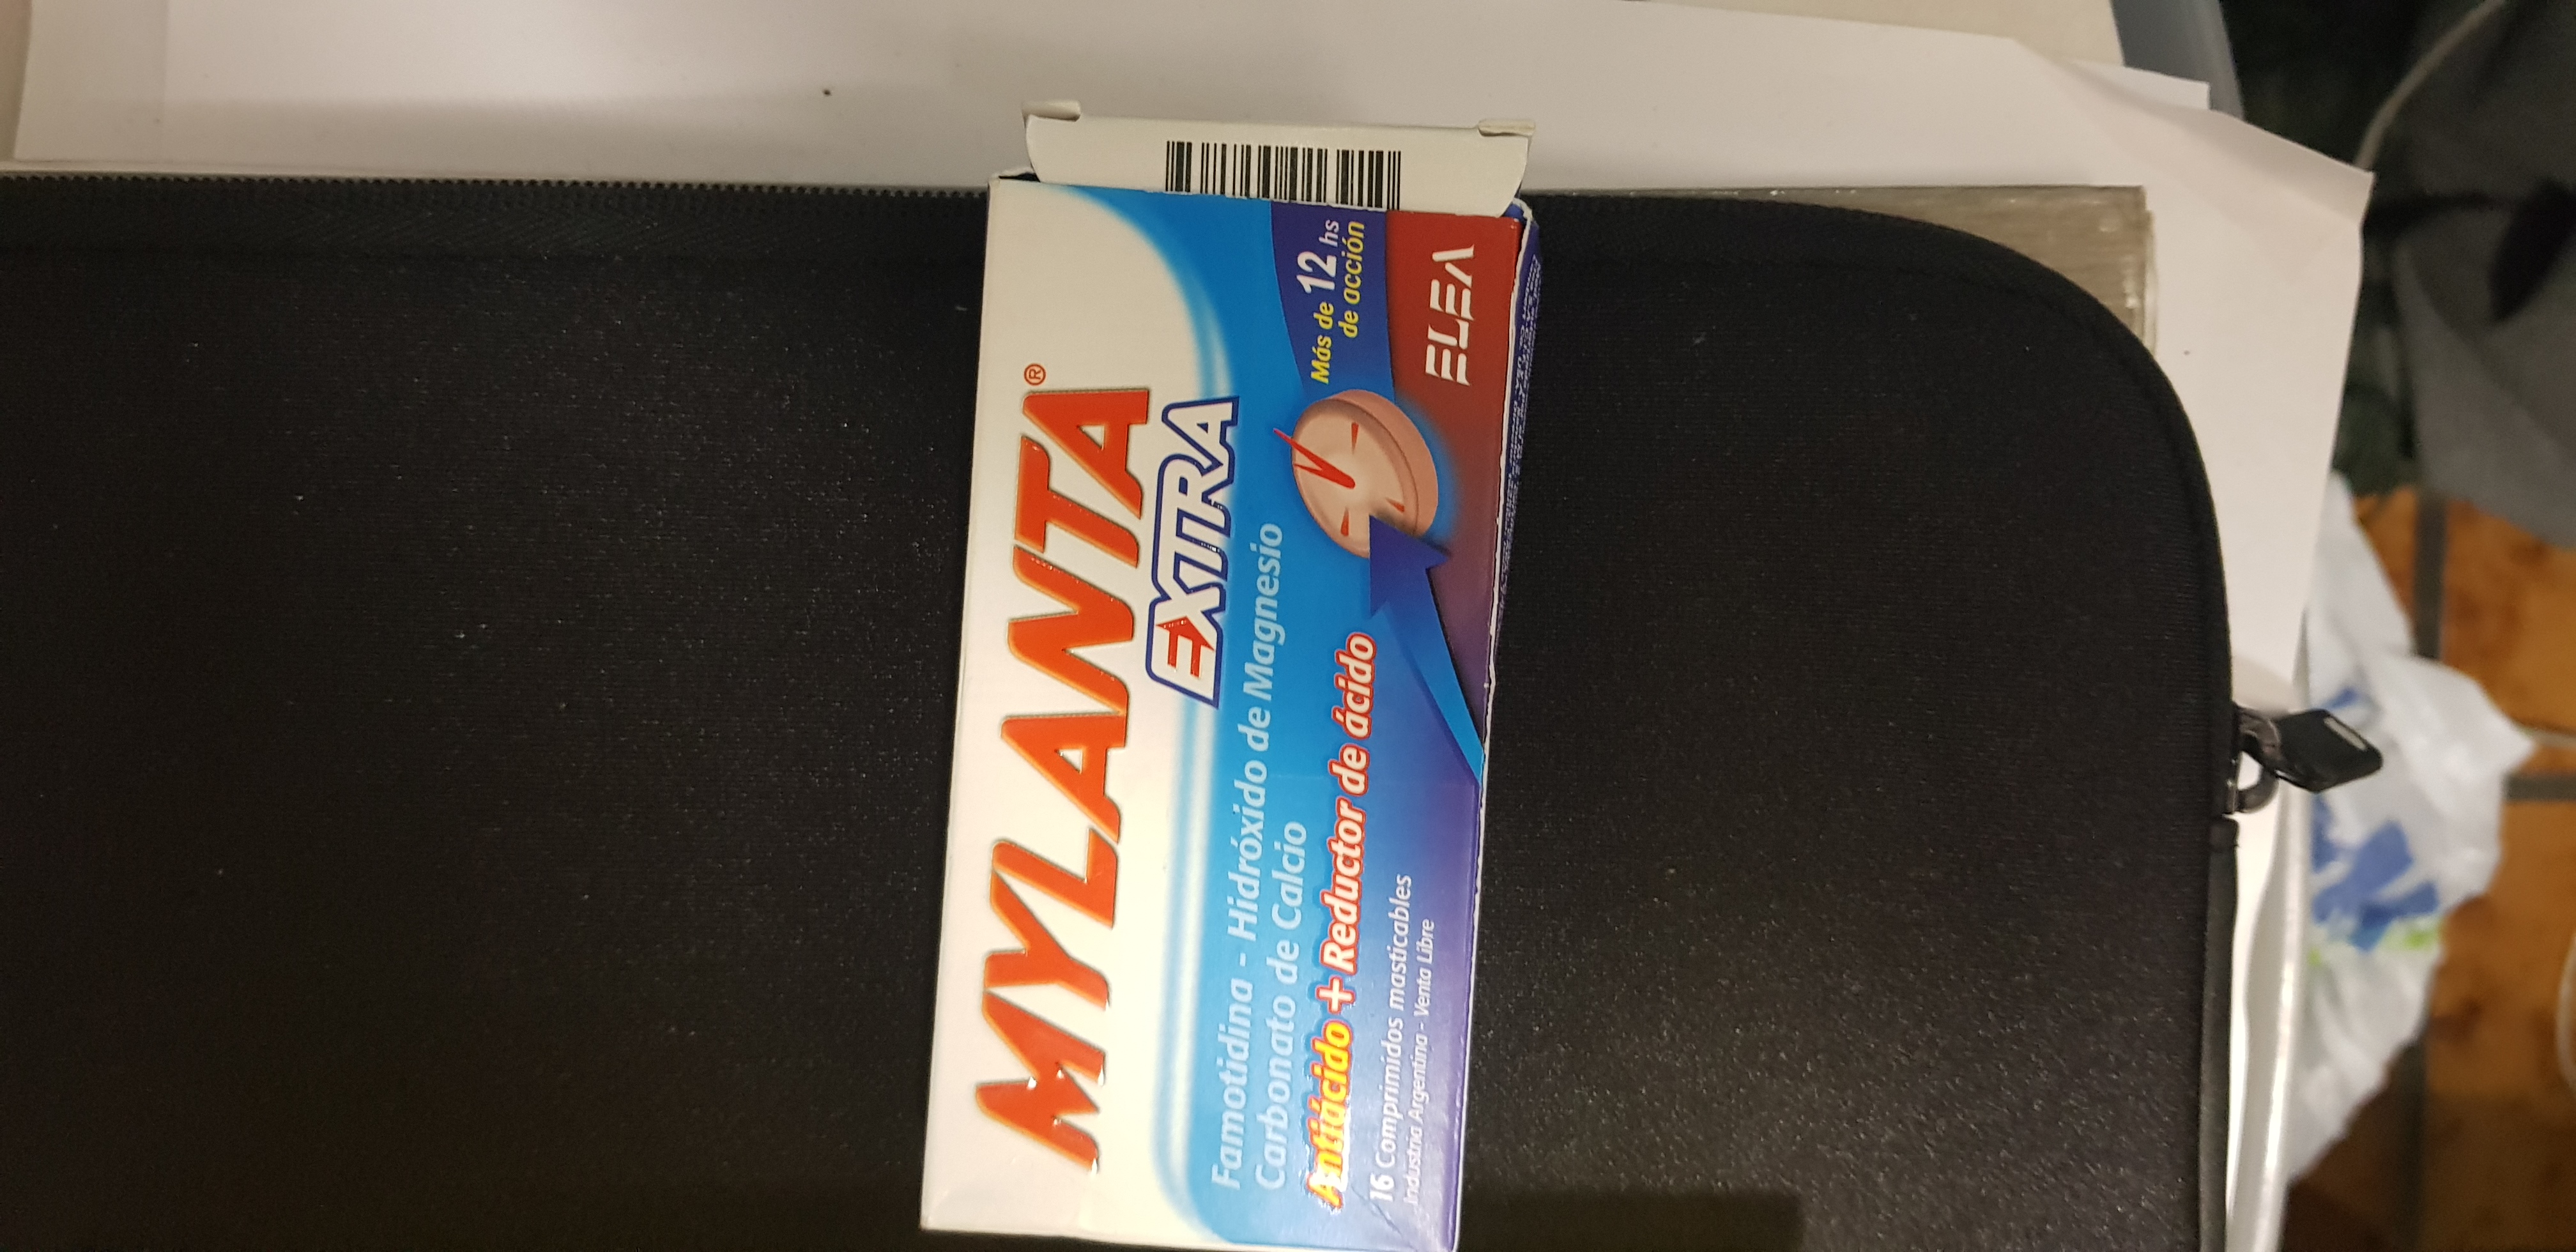 MYLANTA®
EXTRA
Famotidina - Hidróxido de Magnesio
Carbonato de Calcio
Antiácido + Reductor de ácido
16 Comprimidos masticables
Industria Argentina - Venta Libre
Más de 12 hs
de acción
ELEA